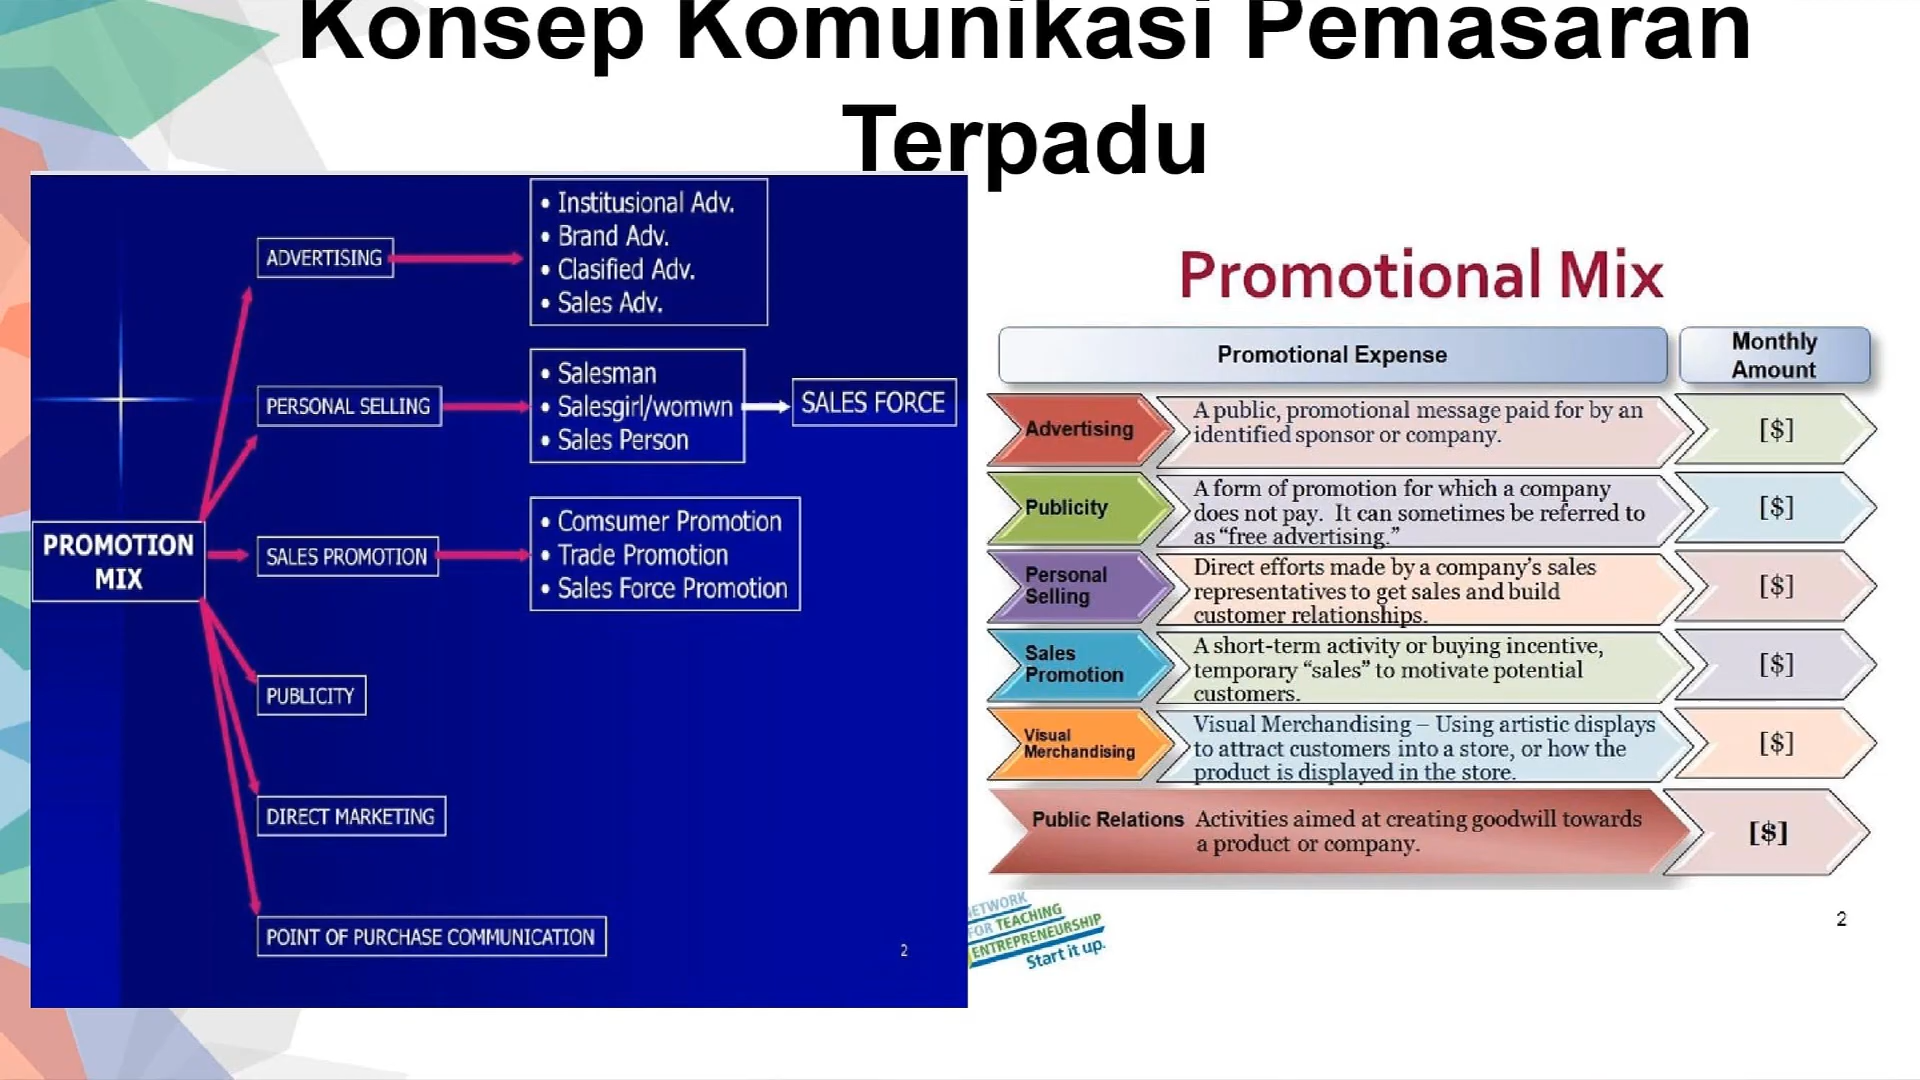 Konsep Komunikasi Pemasaran
Terpadu
PROMOTION
MIX
ADVERTISING
• Institusional Adv.
• Brand Adv.
• Clasified Adv.
• Sales Adv.
PERSONAL SELLING
• Salesman
• Salesgirl/womwn
• Sales Person
SALES FORCE
SALES PROMOTION
• Comsumer Promotion
• Trade Promotion
• Sales Force Promotion
PUBLICITY
DIRECT MARKETING
POINT OF PURCHASE COMMUNICATION
2
Promotional Mix
Promotional Expense
Monthly
Amount
Advertising
A public, promotional message paid for by an
identified sponsor or company.
[$]
Publicity
A form of promotion for which a company
does not pay. It can sometimes be referred to
as “free advertising.”
[$]
Personal
Selling
Direct efforts made by a company’s sales
representatives to get sales and build
customer relationships.
[$]
Sales
Promotion
A short-term activity or buying incentive,
temporary “sales” to motivate potential
customers.
[$]
Visual
Merchandising
Visual Merchandising – Using artistic displays
to attract customers into a store, or how the
product is displayed in the store.
[$]
Public Relations
Activities aimed at creating goodwill towards
a product or company.
[$]
ETWORK
FOR TEACHING
ENTREPRENEURSHIP
Start it up.
2